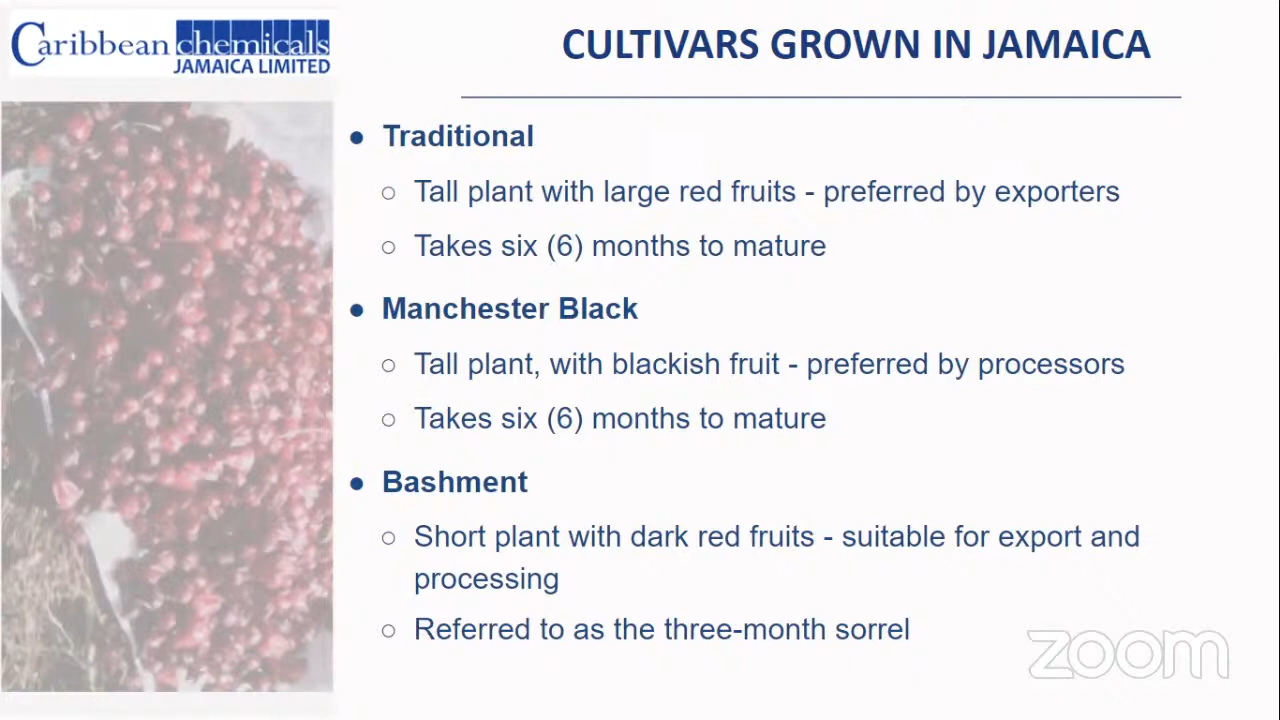 Caribbean chemicals
JAMAICA LIMITED
CULTIVARS GROWN IN JAMAICA
● Traditional
○ Tall plant with large red fruits - preferred by exporters
○ Takes six (6) months to mature
● Manchester Black
○ Tall plant, with blackish fruit - preferred by processors
○ Takes six (6) months to mature
● Bashment
○ Short plant with dark red fruits - suitable for export and
processing
○ Referred to as the three-month sorrel
zoom